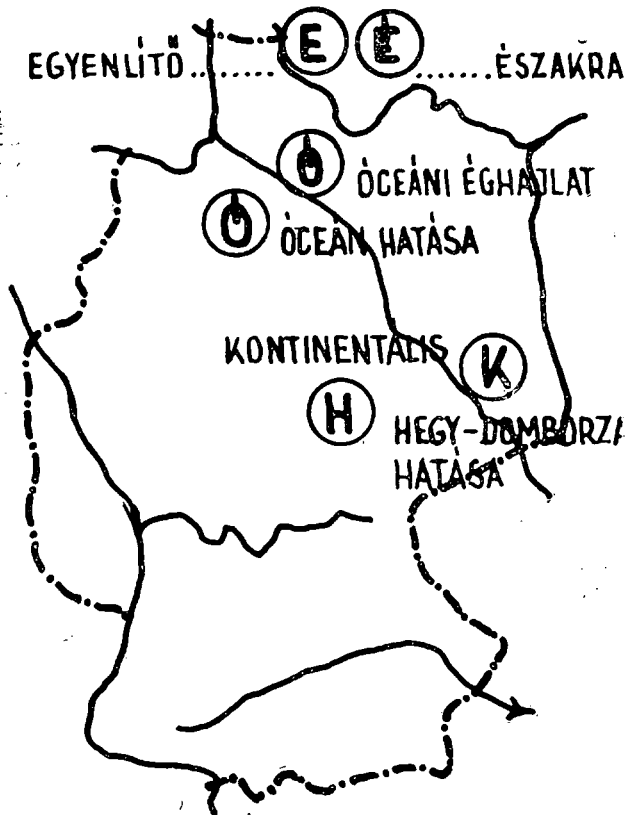 EGYENLÍTŐ........ E É .......ÉSZAKRA
Ó ÓCEÁNI ÉGHAJLAT
Ó ÓCEÁN HATÁSA
KONTINENTÁLIS K
H HEGY-DOMBORZA
HATÁSA